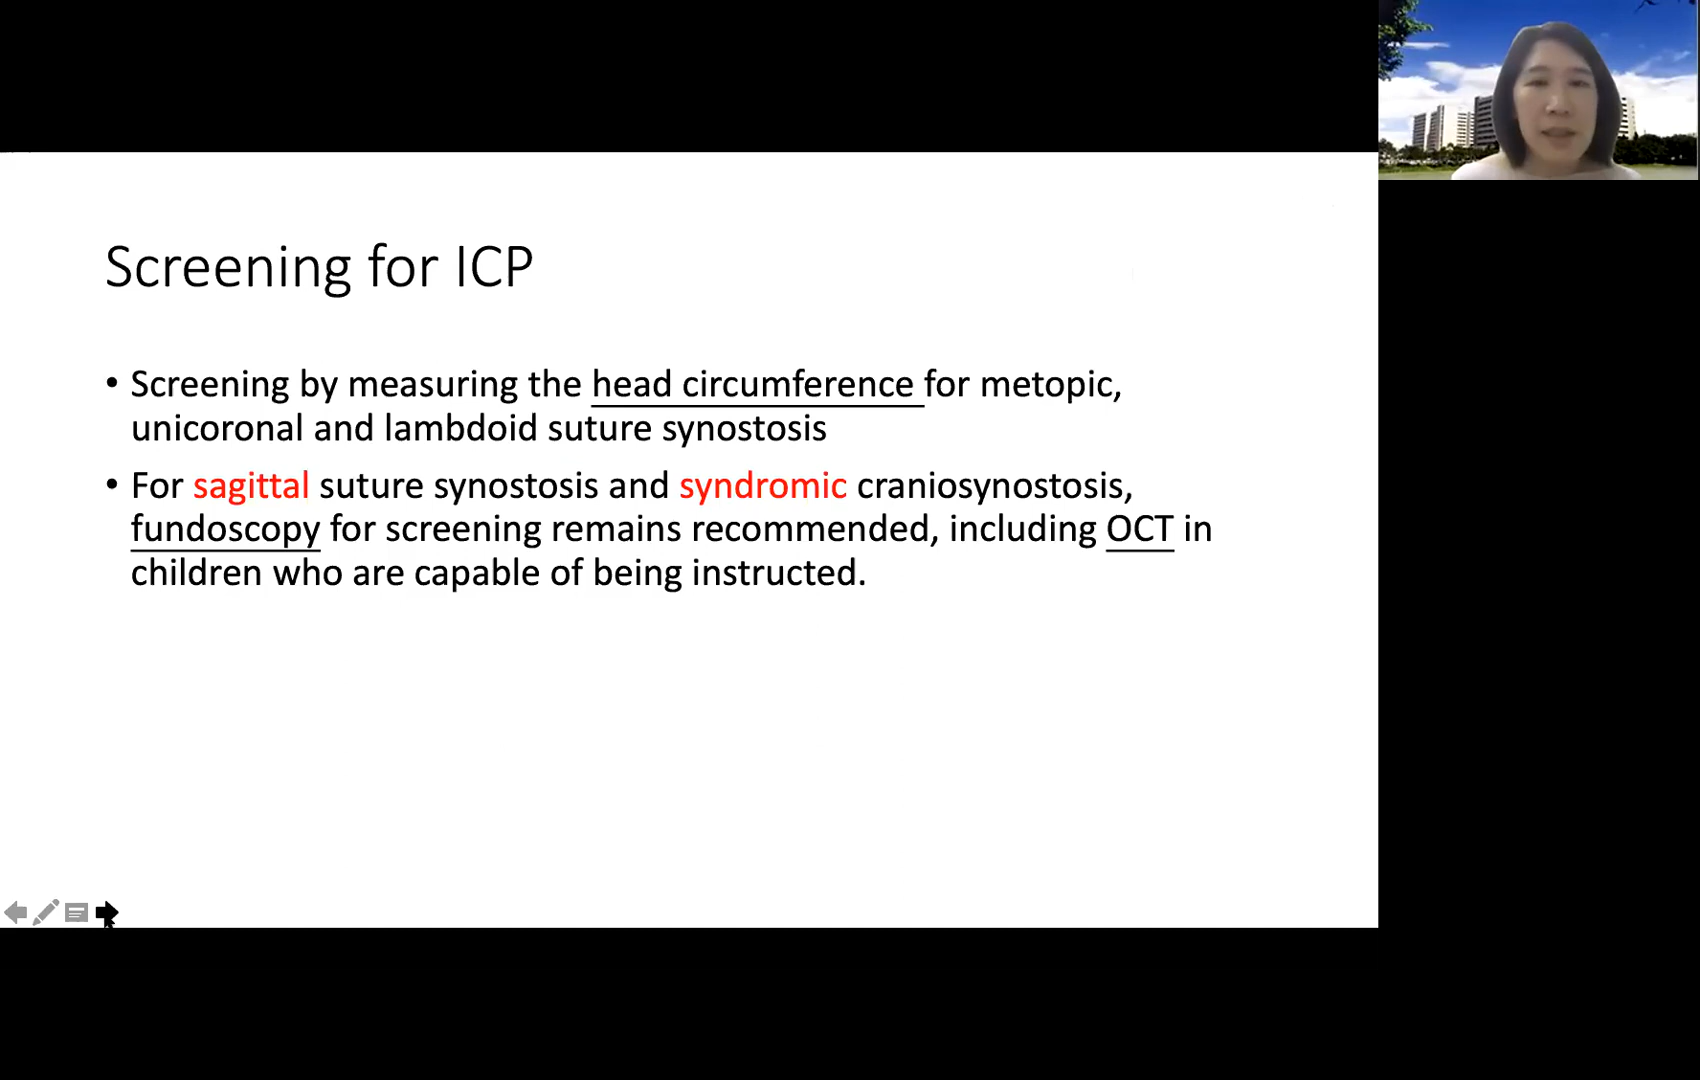 Screening for ICP
• Screening by measuring the head circumference for metopic,
unicoronal and lambdoid suture synostosis
• For sagittal suture synostosis and syndromic craniosynostosis,
fundoscopy for screening remains recommended, including OCT in
children who are capable of being instructed.